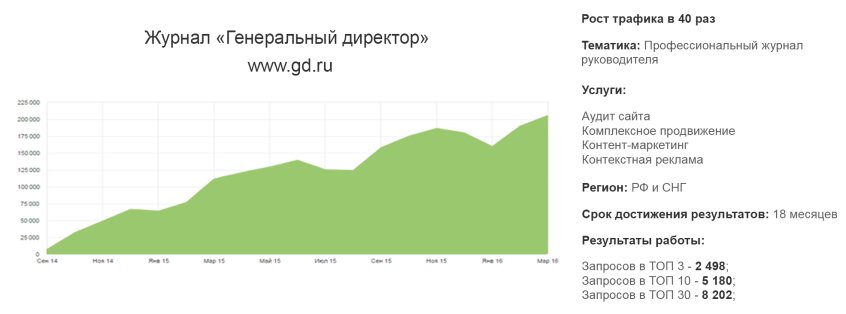 Журнал «Генеральный директор»
www.gd.ru
225 000
200 000
175 000
150 000
125 000
100 000
75 000
50 000
25 000
0
Сен 14
Ноя 14
Янв 15
Мар 15
Май 15
Июл 15
Сен 15
Ноя 15
Янв 16
Мар 16
Рост трафика в 40 раз
Тематика: Профессиональный журнал
руководителя
Услуги:
Аудит сайта
Комплексное продвижение
Контент-маркетинг
Контекстная реклама
Регион: РФ и СНГ
Срок достижения результатов: 18 месяцев
Результаты работы:
Запросов в ТОП 3 - 2 498;
Запросов в ТОП 10 - 5 180;
Запросов в ТОП 30 - 8 202;